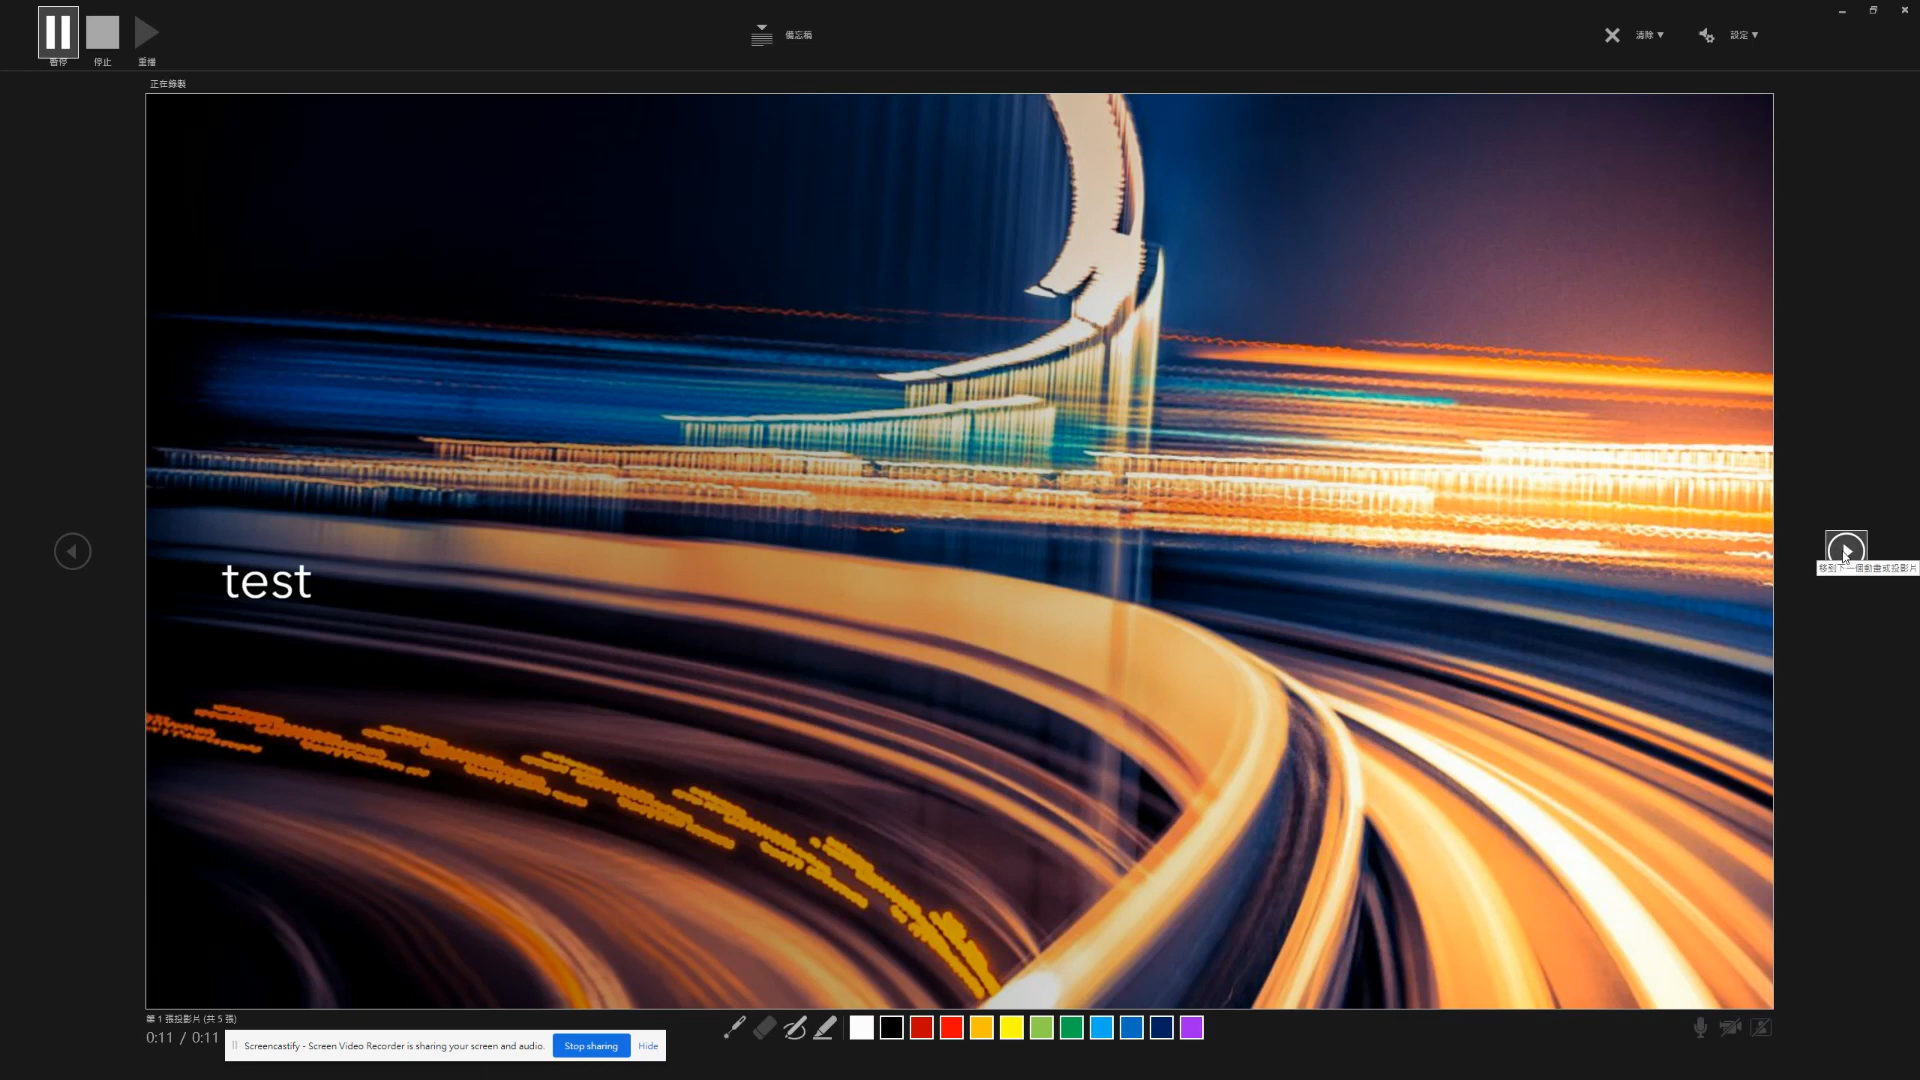 備忘稿
清除 ▼
設定 ▼
暫停
停止
重播
正在錄製
test
移到下一個動畫或投影片
第 1 張投影片 (共 5 張)
0:11 / 0:11
Screencastify - Screen Video Recorder is sharing your screen and audio.
Stop sharing
Hide